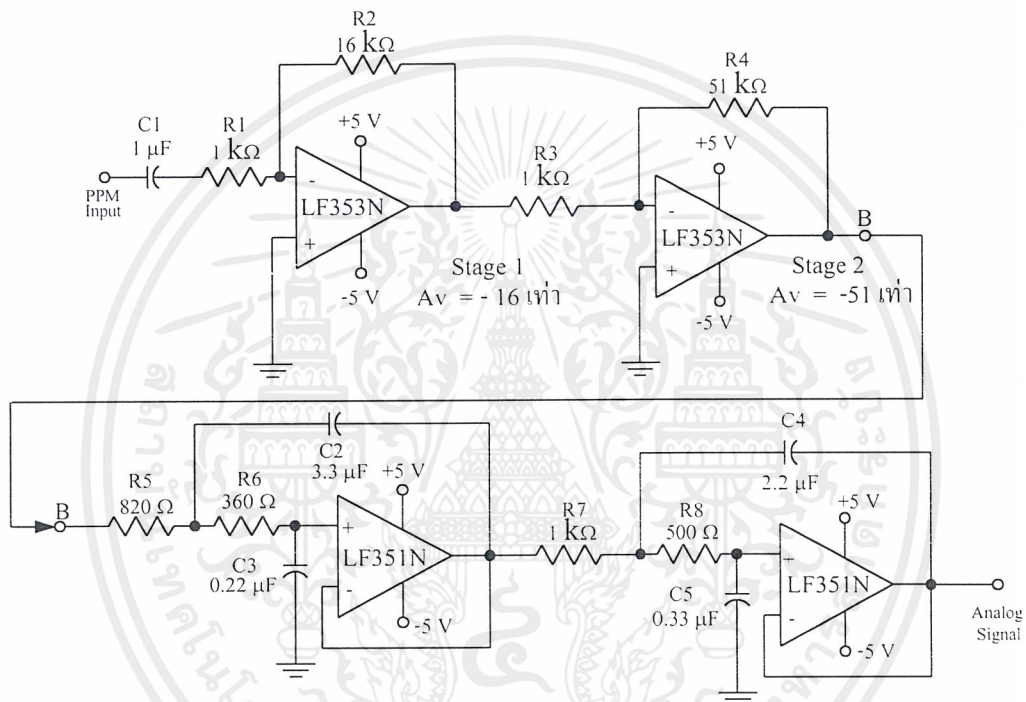 R2
16 kΩ
R4
51 kΩ
C1
1 μF
R1
1 kΩ
+5 V
R3
1 kΩ
+5 V
PPM
Input
-
LF353N
+
-5 V
Stage 1
Av = - 16 เท่า
-
LF353N
+
-5 V
B
Stage 2
Av = -51 เท่า
C2
3.3 μF
+5 V
C4
2.2 μF
+5 V
B
R5
820 Ω
R6
360 Ω
C3
0.22 μF
+
LF351N
-
-5 V
R7
1 kΩ
R8
500 Ω
C5
0.33 μF
+
LF351N
-
-5 V
Analog
Signal